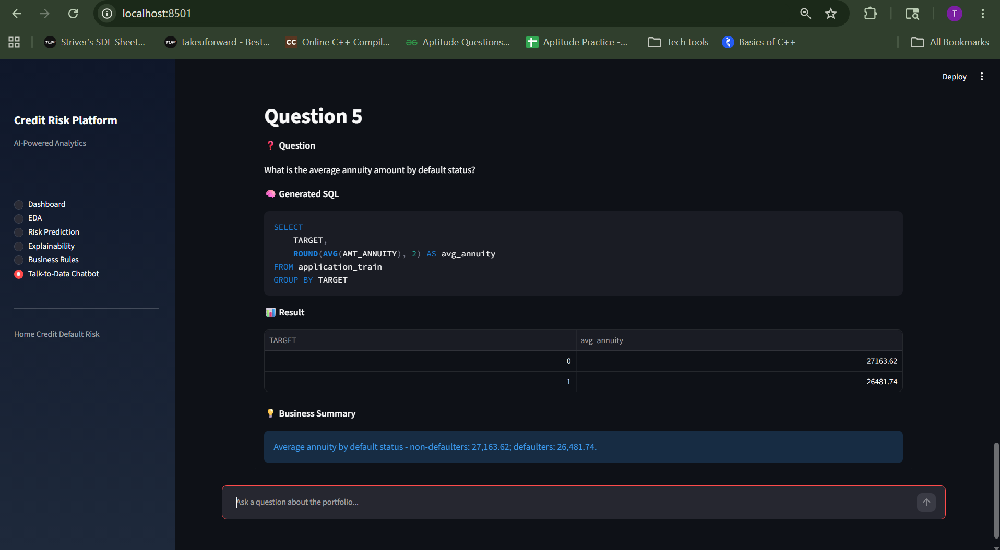 localhost:8501
T
Striver's SDE Sheet...
takeuforward - Best...
Online C++ Compil...
Aptitude Questions...
Aptitude Practice -...
Tech tools
Basics of C++
All Bookmarks
Deploy
Credit Risk Platform
AI-Powered Analytics
Dashboard
EDA
Risk Prediction
Explainability
Business Rules
Talk-to-Data Chatbot
Home Credit Default Risk
Question 5
❓ Question
What is the average annuity amount by default status?
🧠 Generated SQL
SELECT
TARGET,
ROUND(AVG(AMT_ANNUITY), 2) AS avg_annuity
FROM application_train
GROUP BY TARGET
📊 Result
TARGET avg_annuity
0 27163.62
1 26481.74
💡 Business Summary
Average annuity by default status - non-defaulters: 27,163.62; defaulters: 26,481.74.
Ask a question about the portfolio...